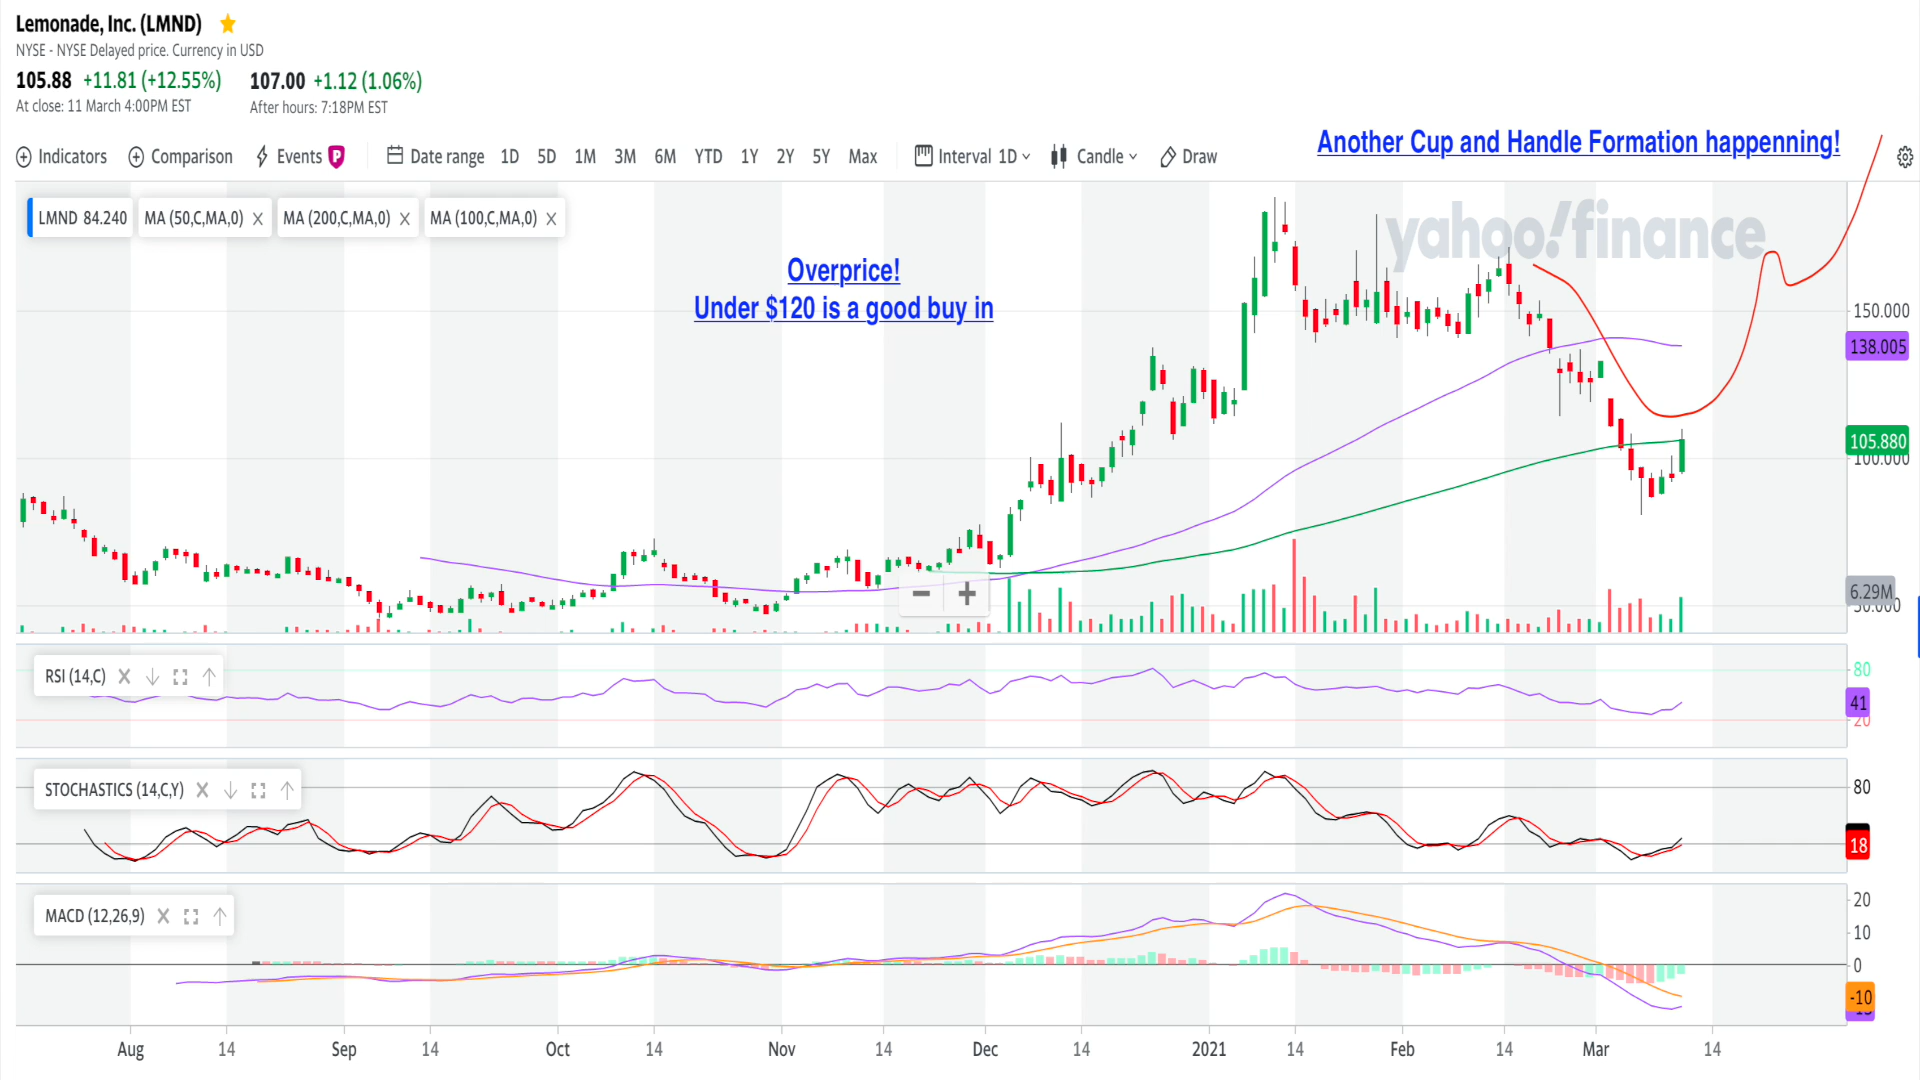 Lemonade, Inc. (LMND)
NYSE - NYSE Delayed price. Currency in USD
105.88 +11.81 (+12.55%) 107.00 +1.12 (1.06%)
At close: 11 March 4:00PM EST After hours: 7:18PM EST
Another Cup and Handle Formation happenning!
Indicators Comparison Events P Date range 1D 5D 1M 3M 6M YTD 1Y 2Y 5Y Max Interval 1D Candle Draw
LMND 84.240 MA (50,C,MA,0) X MA (200,C,MA,0) X MA (100,C,MA,0) X
yahoo!finance
Overprice!
Under $120 is a good buy in
150.000
138.005
105.880
100.000
6.29M
50.000
RSI (14,C) X
80
41
20
STOCHASTICS (14,C,Y) X
80
18
MACD (12,26,9) X
20
10
0
-10
Aug 14 Sep 14 Oct 14 Nov 14 Dec 14 2021 14 Feb 14 Mar 14